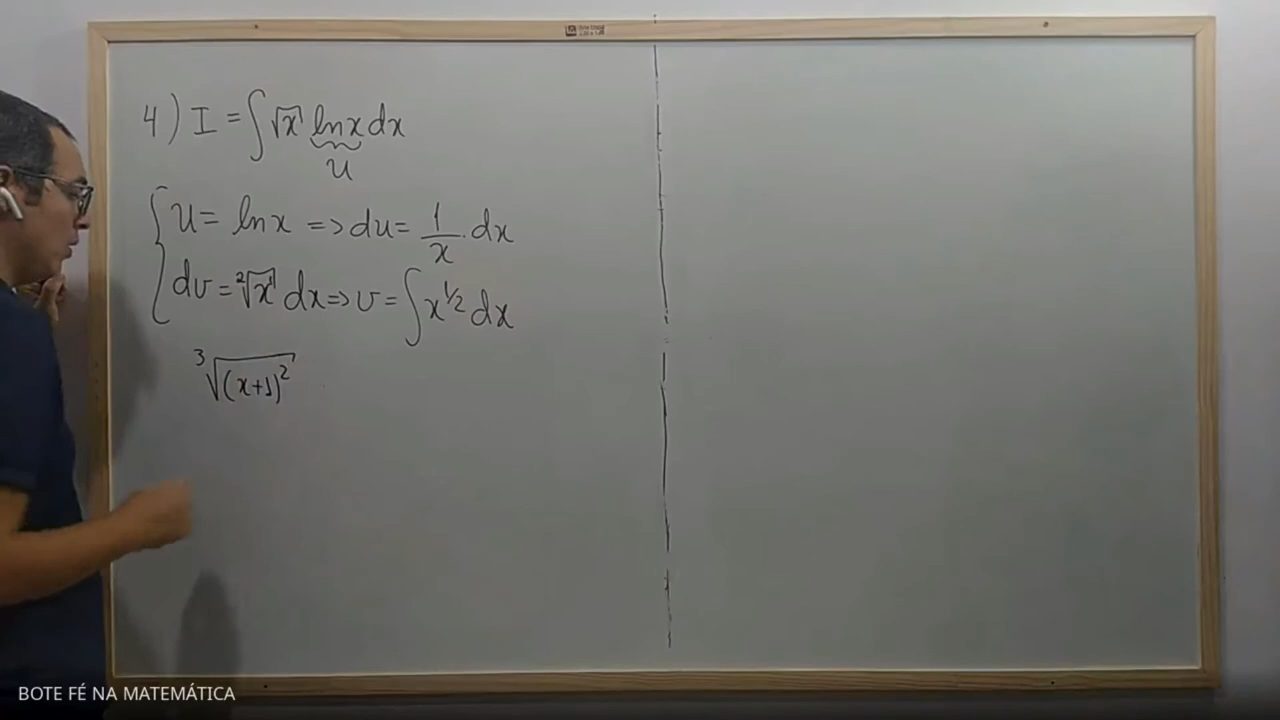 4) I = ∫ √x ln x dx
u
{ u = ln x => du = 1/x · dx
dv = ²√x dx => v = ∫ x^1/2 dx
³√(x+1)²
BOTE FÉ NA MATEMÁTICA